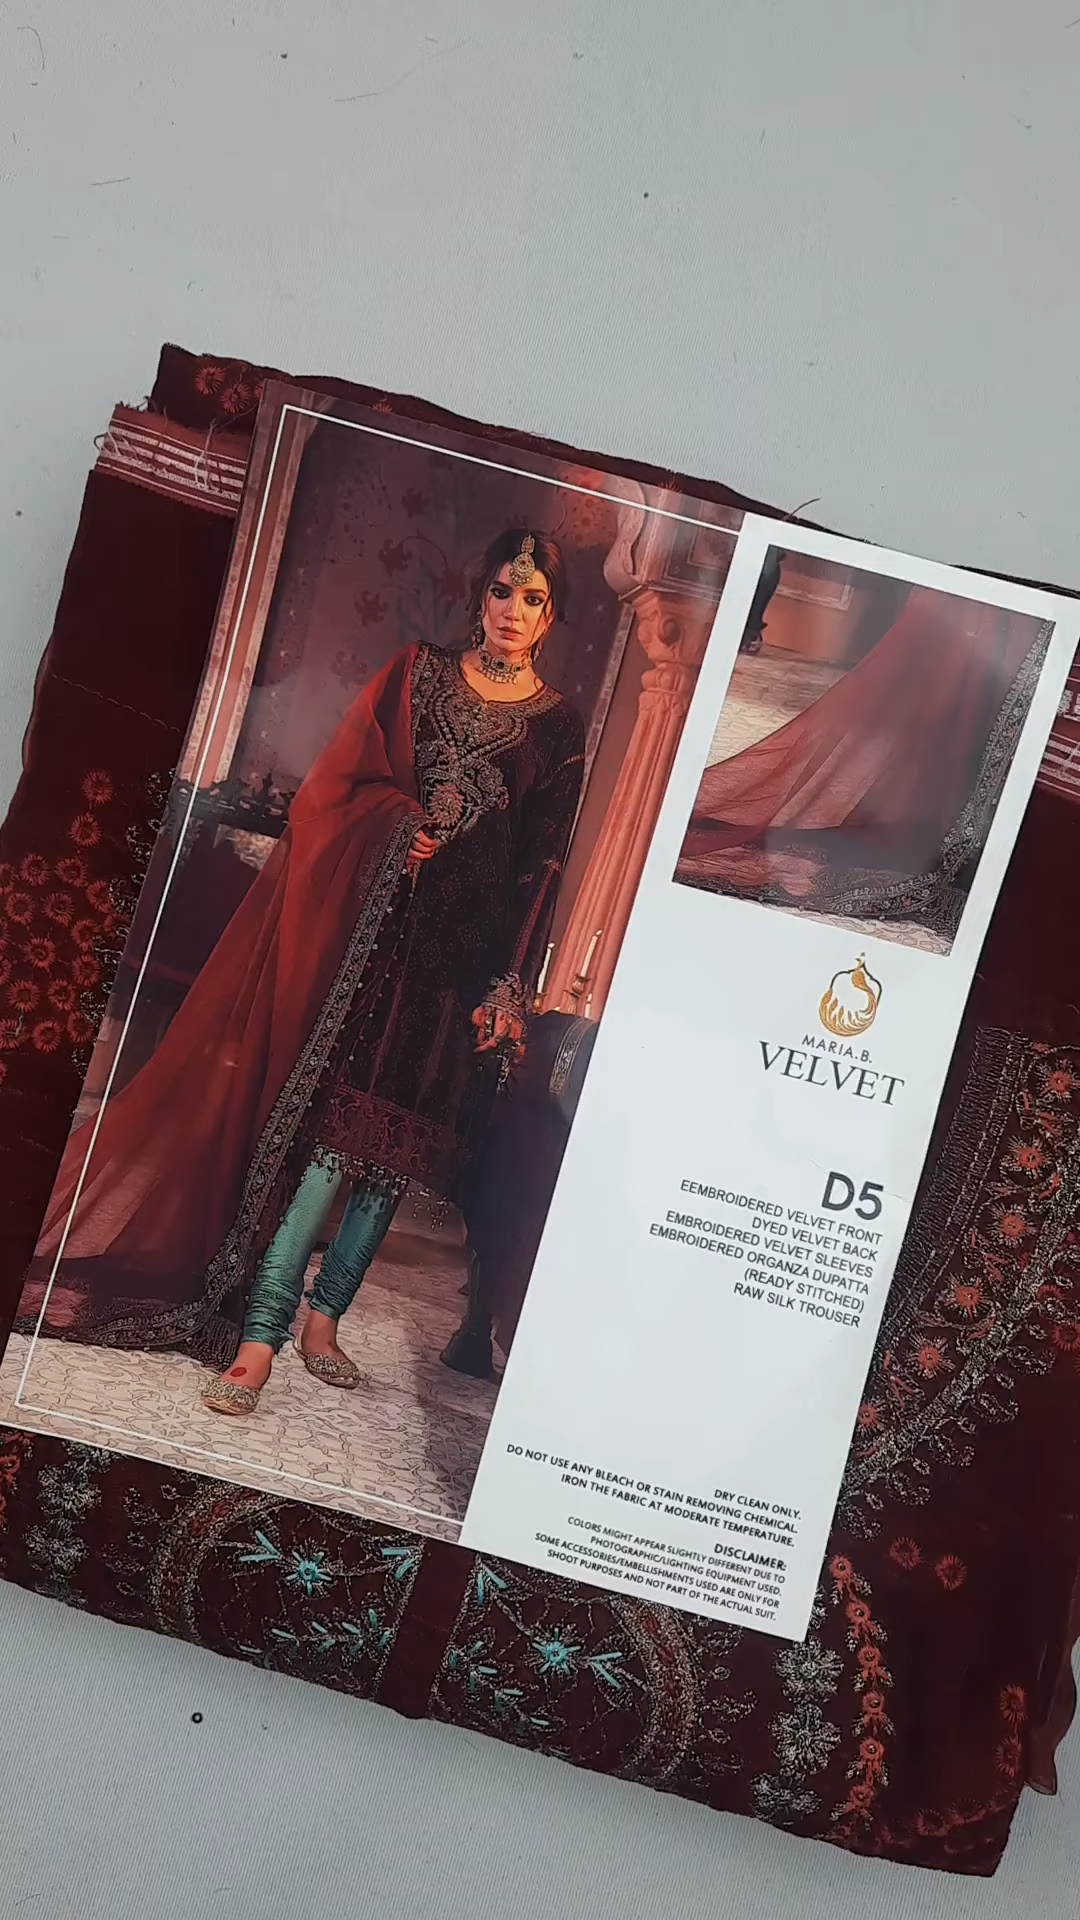 MARIA.B.
VELVET
D5
EEMBROIDERED VELVET FRONT
DYED VELVET BACK
EMBROIDERED VELVET SLEEVES
EMBROIDERED ORGANZA DUPATTA
(READY STITCHED)
RAW SILK TROUSER
DRY CLEAN ONLY.
DO NOT USE ANY BLEACH OR STAIN REMOVING CHEMICAL.
IRON THE FABRIC AT MODERATE TEMPERATURE.
DISCLAIMER:
COLORS MIGHT APPEAR SLIGHTLY DIFFERENT DUE TO
PHOTOGRAPHIC/LIGHTING EQUIPMENT USED.
SOME ACCESSORIES/EMBELLISHMENTS USED ARE ONLY FOR
SHOOT PURPOSES AND NOT PART OF THE ACTUAL SUIT.